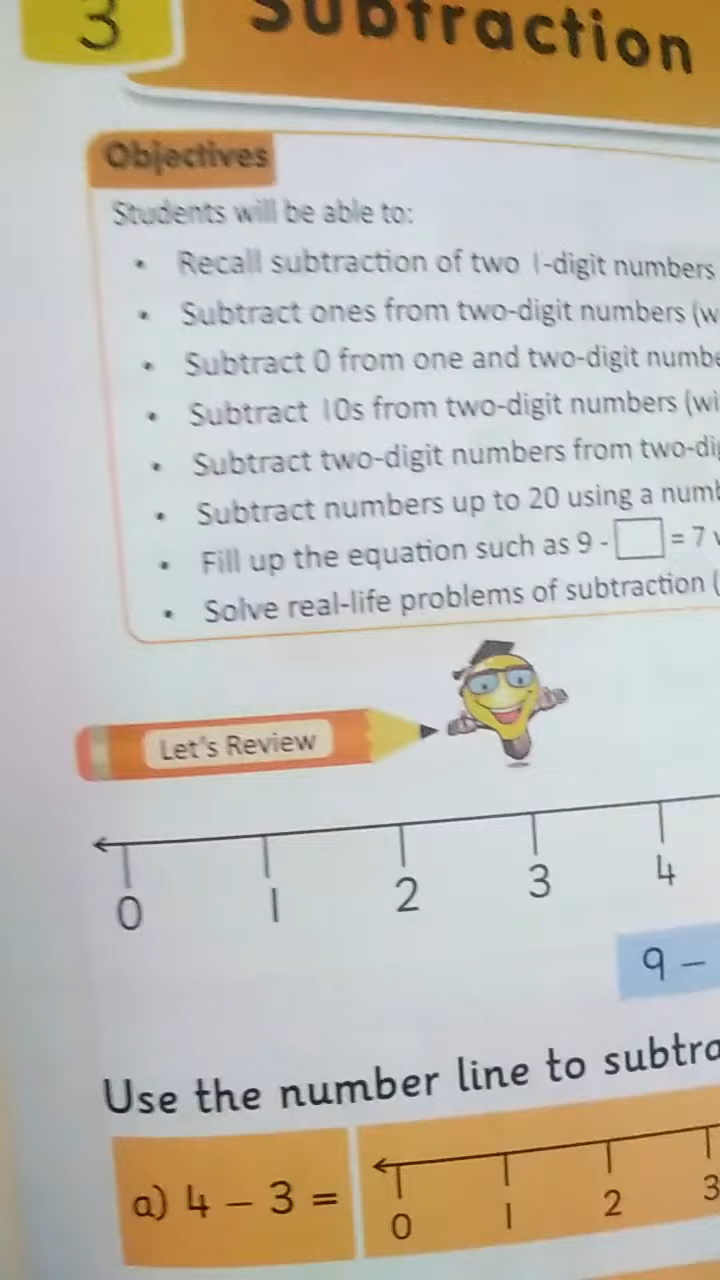 3
Subtraction
Objectives
Students will be able to:
• Recall subtraction of two 1-digit numbers
• Subtract ones from two-digit numbers (w
• Subtract 0 from one and two-digit numbe
• Subtract 10s from two-digit numbers (wi
• Subtract two-digit numbers from two-dig
• Subtract numbers up to 20 using a numb
• Fill up the equation such as 9 - □ = 7 v
• Solve real-life problems of subtraction (
Let's Review
0 1 2 3 4
9 –
Use the number line to subtra
a) 4 – 3 =
0 1 2 3